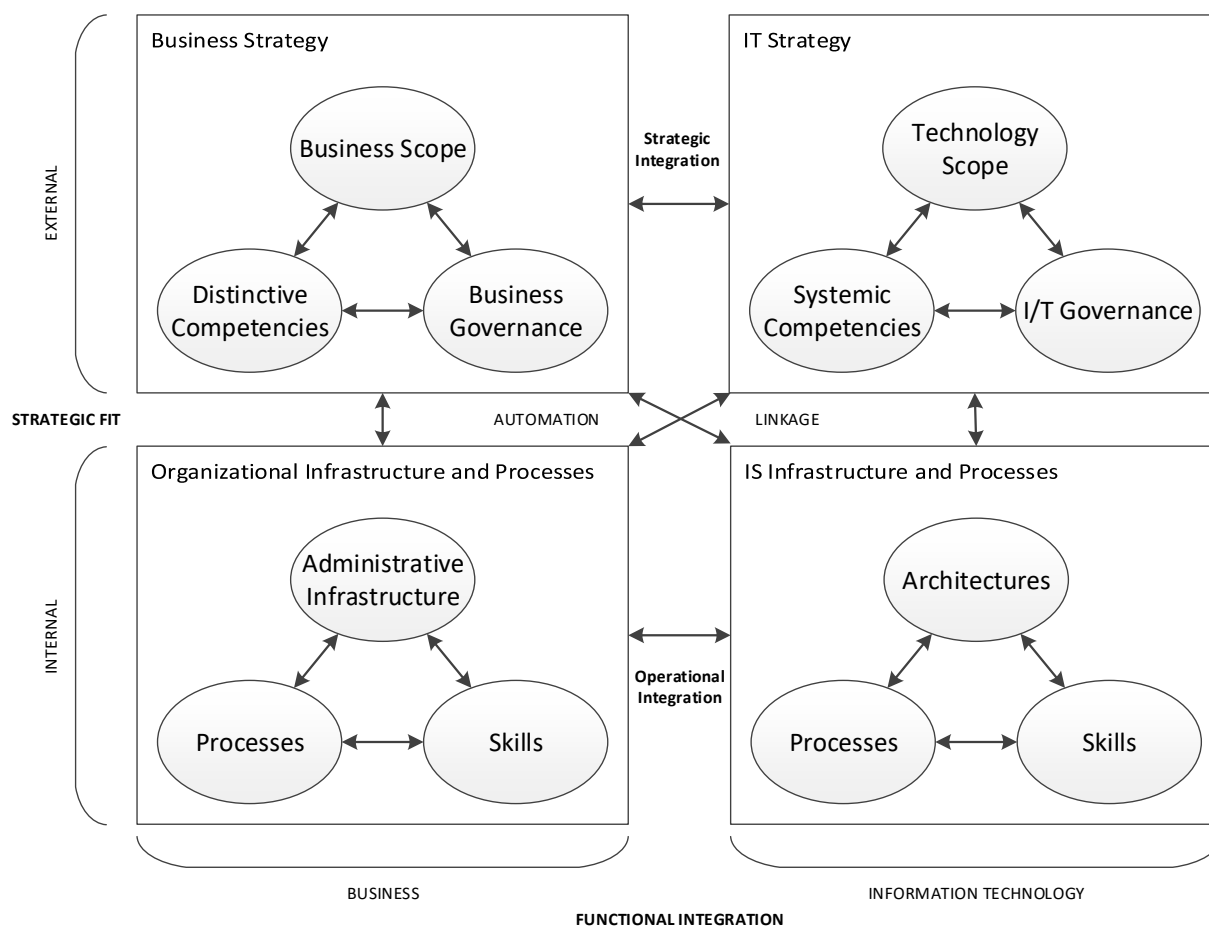 Business Strategy
IT Strategy
Business Scope
Technology
Scope
Strategic
Integration
EXTERNAL
Distinctive
Competencies
Business
Governance
Systemic
Competencies
I/T Governance
STRATEGIC FIT
AUTOMATION
LINKAGE
Organizational Infrastructure and Processes
IS Infrastructure and Processes
Administrative
Infrastructure
Architectures
INTERNAL
Operational
Integration
Processes
Skills
Processes
Skills
BUSINESS
INFORMATION TECHNOLOGY
FUNCTIONAL INTEGRATION